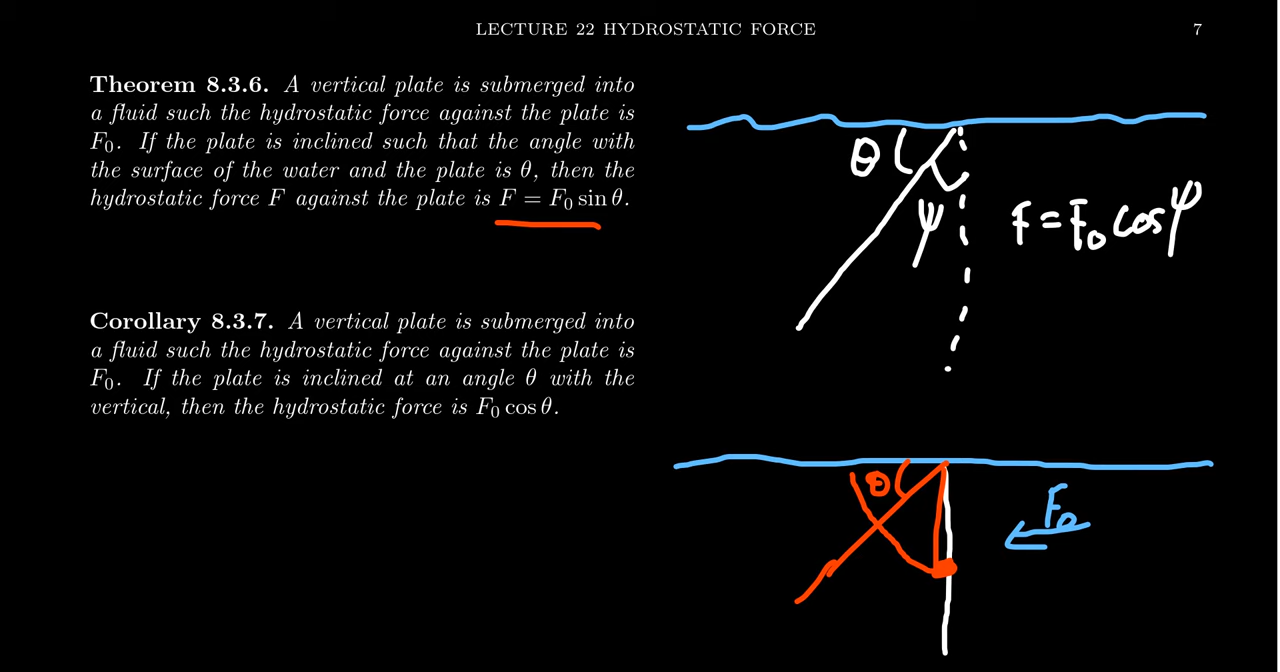 LECTURE 22 HYDROSTATIC FORCE 7
Theorem 8.3.6. A vertical plate is submerged into
a fluid such the hydrostatic force against the plate is
F₀. If the plate is inclined such that the angle with
the surface of the water and the plate is θ, then the
hydrostatic force F against the plate is F = F₀ sin θ.
Corollary 8.3.7. A vertical plate is submerged into
a fluid such the hydrostatic force against the plate is
F₀. If the plate is inclined at an angle θ with the
vertical, then the hydrostatic force is F₀ cos θ.
θ
ψ
F = F₀ cos ψ
θ
F₀